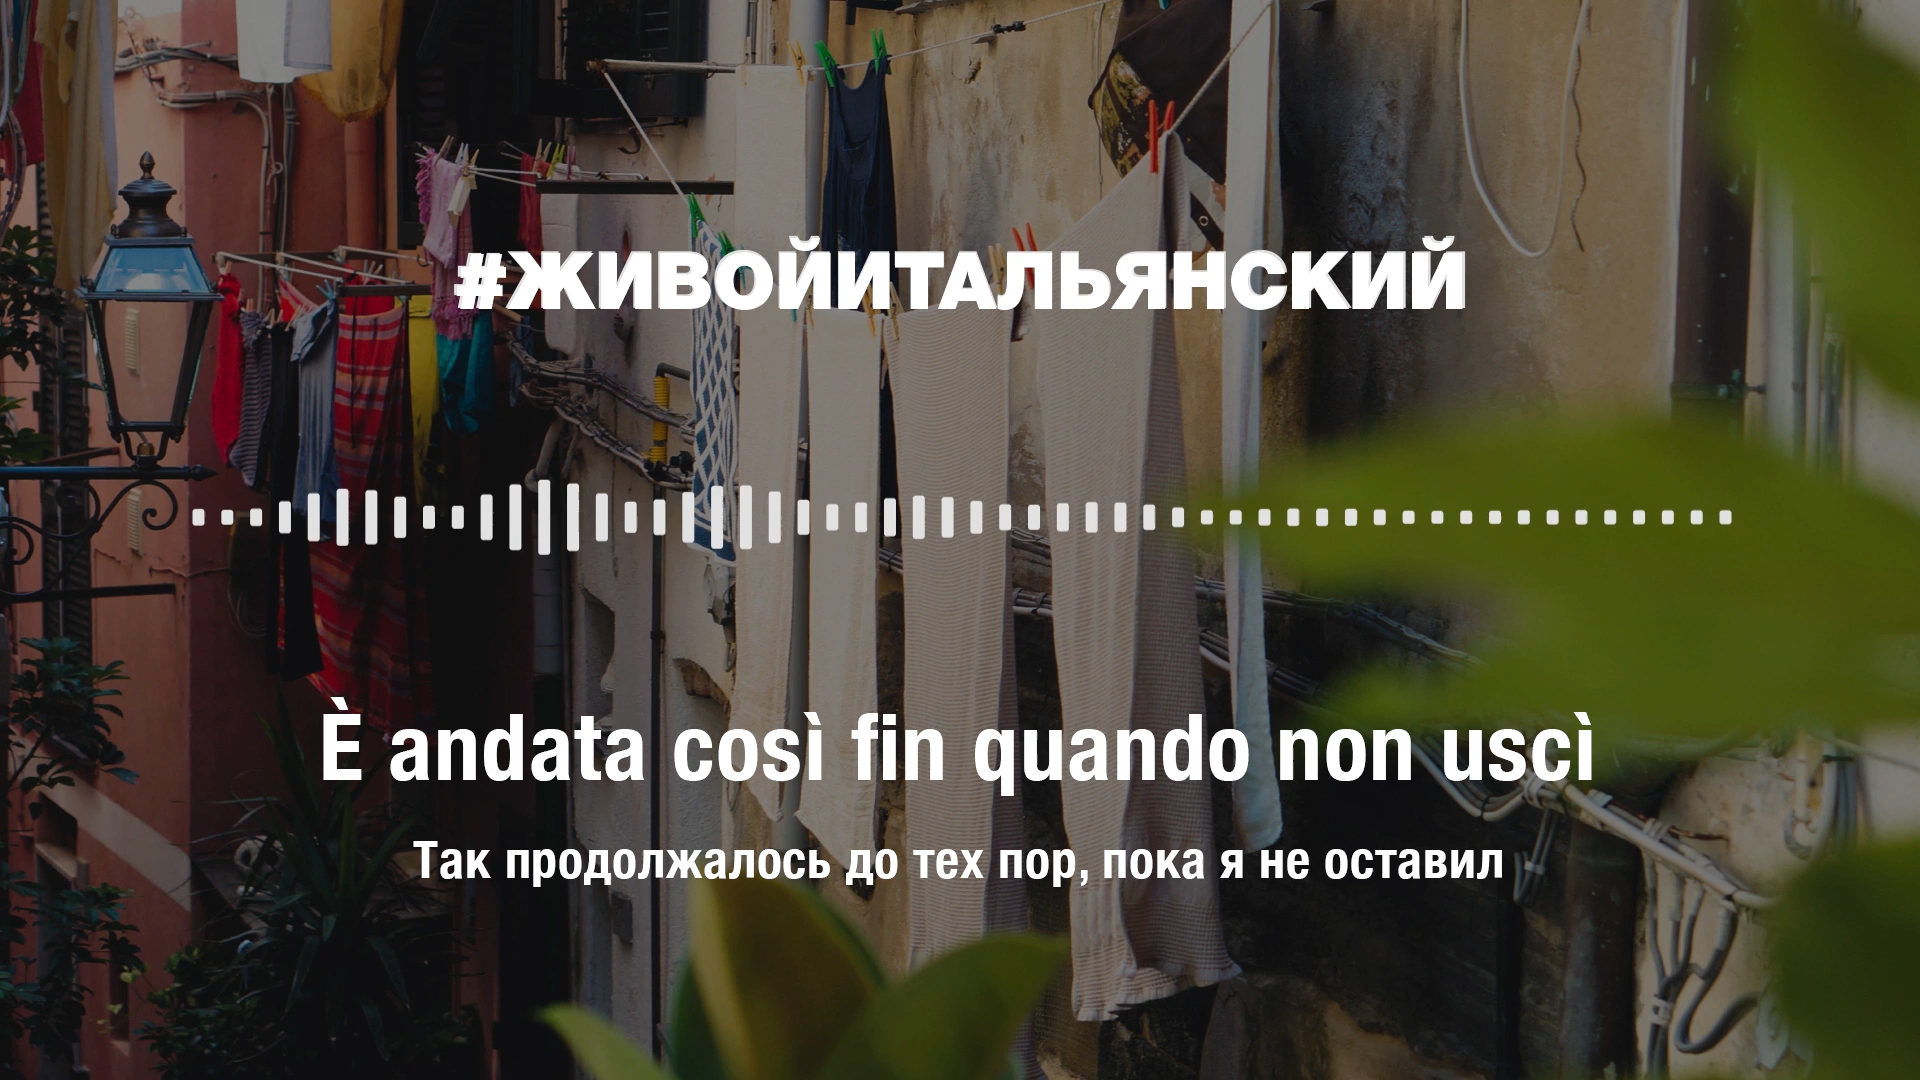 #ЖИВОЙИТАЛЬЯНСКИЙ
È andata così fin quando non uscì
Так продолжалось до тех пор, пока я не оставил